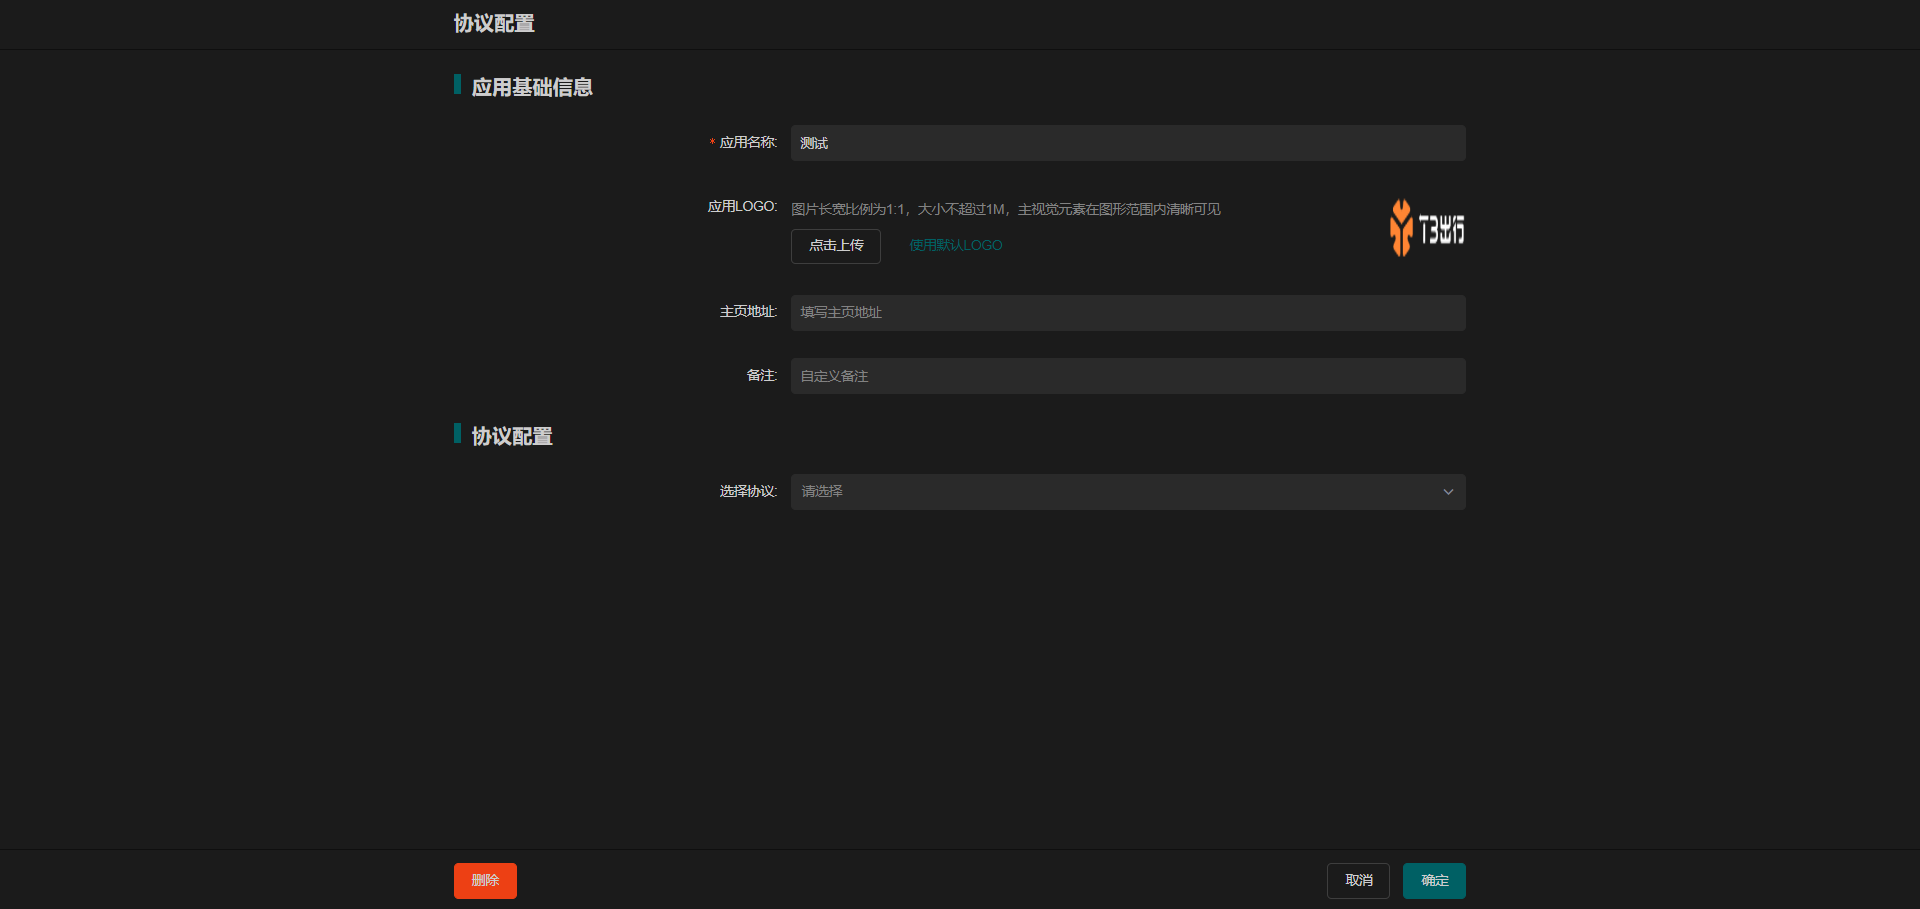 协议配置
应用基础信息
* 应用名称: 测试
应用LOGO: 图片长宽比例为1:1，大小不超过1M，主视觉元素在图形范围内清晰可见
点击上传 使用默认LOGO
T3出行
主页地址: 填写主页地址
备注: 自定义备注
协议配置
选择协议: 请选择
删除 取消 确定